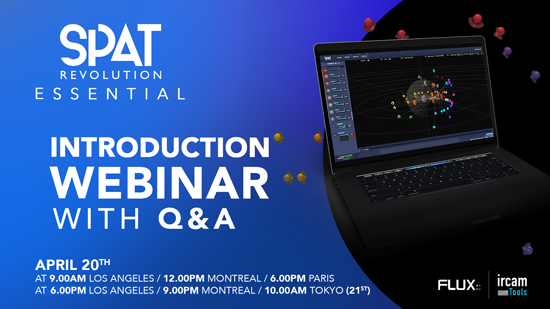 SPAT
REVOLUTION
ESSENTIAL
INTRODUCTION
WEBINAR
WITH Q&A
APRIL 20TH
AT 9.00AM LOS ANGELES / 12.00PM MONTREAL / 6.00PM PARIS
AT 6.00PM LOS ANGELES / 9.00PM MONTREAL / 10.00AM TOKYO (21ST)
FLUX::
ircam
Tools